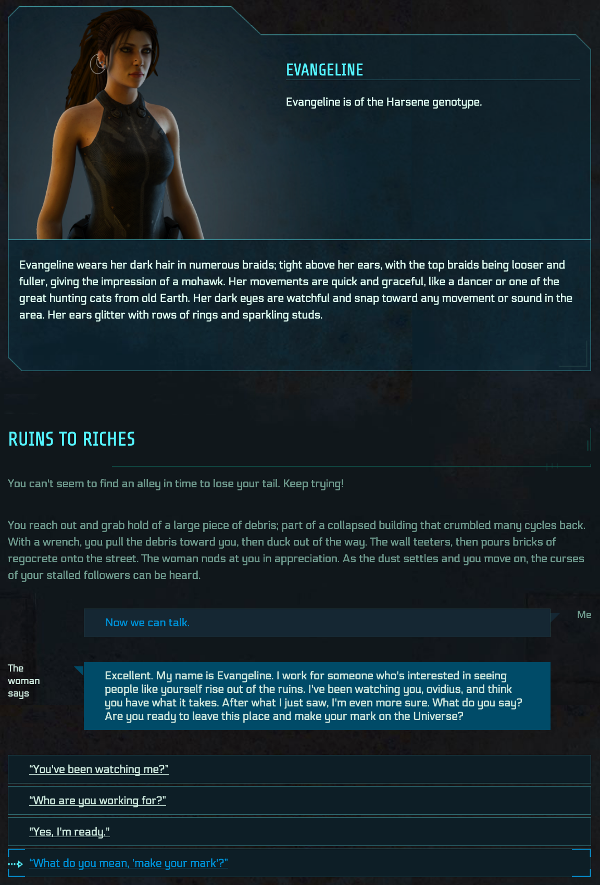 EVANGELINE
Evangeline is of the Harsene genotype.
Evangeline wears her dark hair in numerous braids; tight above her ears, with the top braids being looser and
fuller, giving the impression of a mohawk. Her movements are quick and graceful, like a dancer or one of the
great hunting cats from old Earth. Her dark eyes are watchful and snap toward any movement or sound in the
area. Her ears glitter with rows of rings and sparkling studs.
RUINS TO RICHES
You can't seem to find an alley in time to lose your tail. Keep trying!
You reach out and grab hold of a large piece of debris; part of a collapsed building that crumbled many cycles back.
With a wrench, you pull the debris toward you, then duck out of the way. The wall teeters, then pours bricks of
regocrete onto the street. The woman nods at you in appreciation. As the dust settles and you move on, the curses
of your stalled followers can be heard.
Me
Now we can talk.
The
woman
says
Excellent. My name is Evangeline. I work for someone who's interested in seeing
people like yourself rise out of the ruins. I've been watching you, ovidius, and think
you have what it takes. After what I just saw, I'm even more sure. What do you say?
Are you ready to leave this place and make your mark on the Universe?
"You've been watching me?"
"Who are you working for?"
"Yes, I'm ready."
"What do you mean, 'make your mark'?"